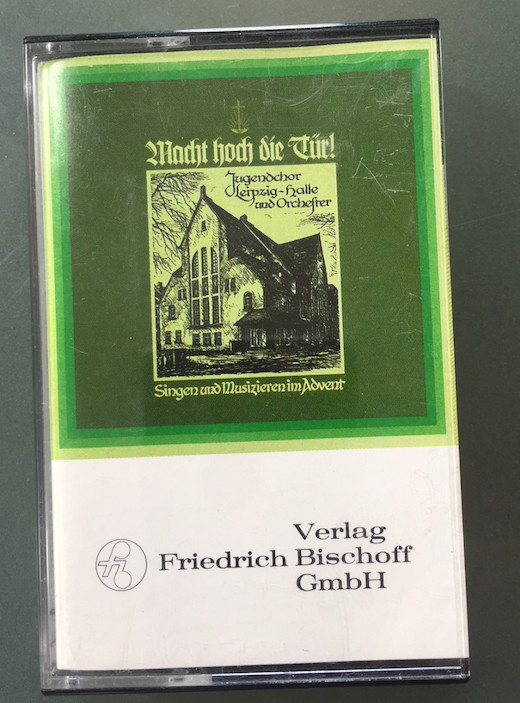 Macht hoch die Tür!
Jugendchor
Leipzig-Halle
und Orchester
Singen und Musizieren im Advent
Verlag
Friedrich Bischoff
GmbH